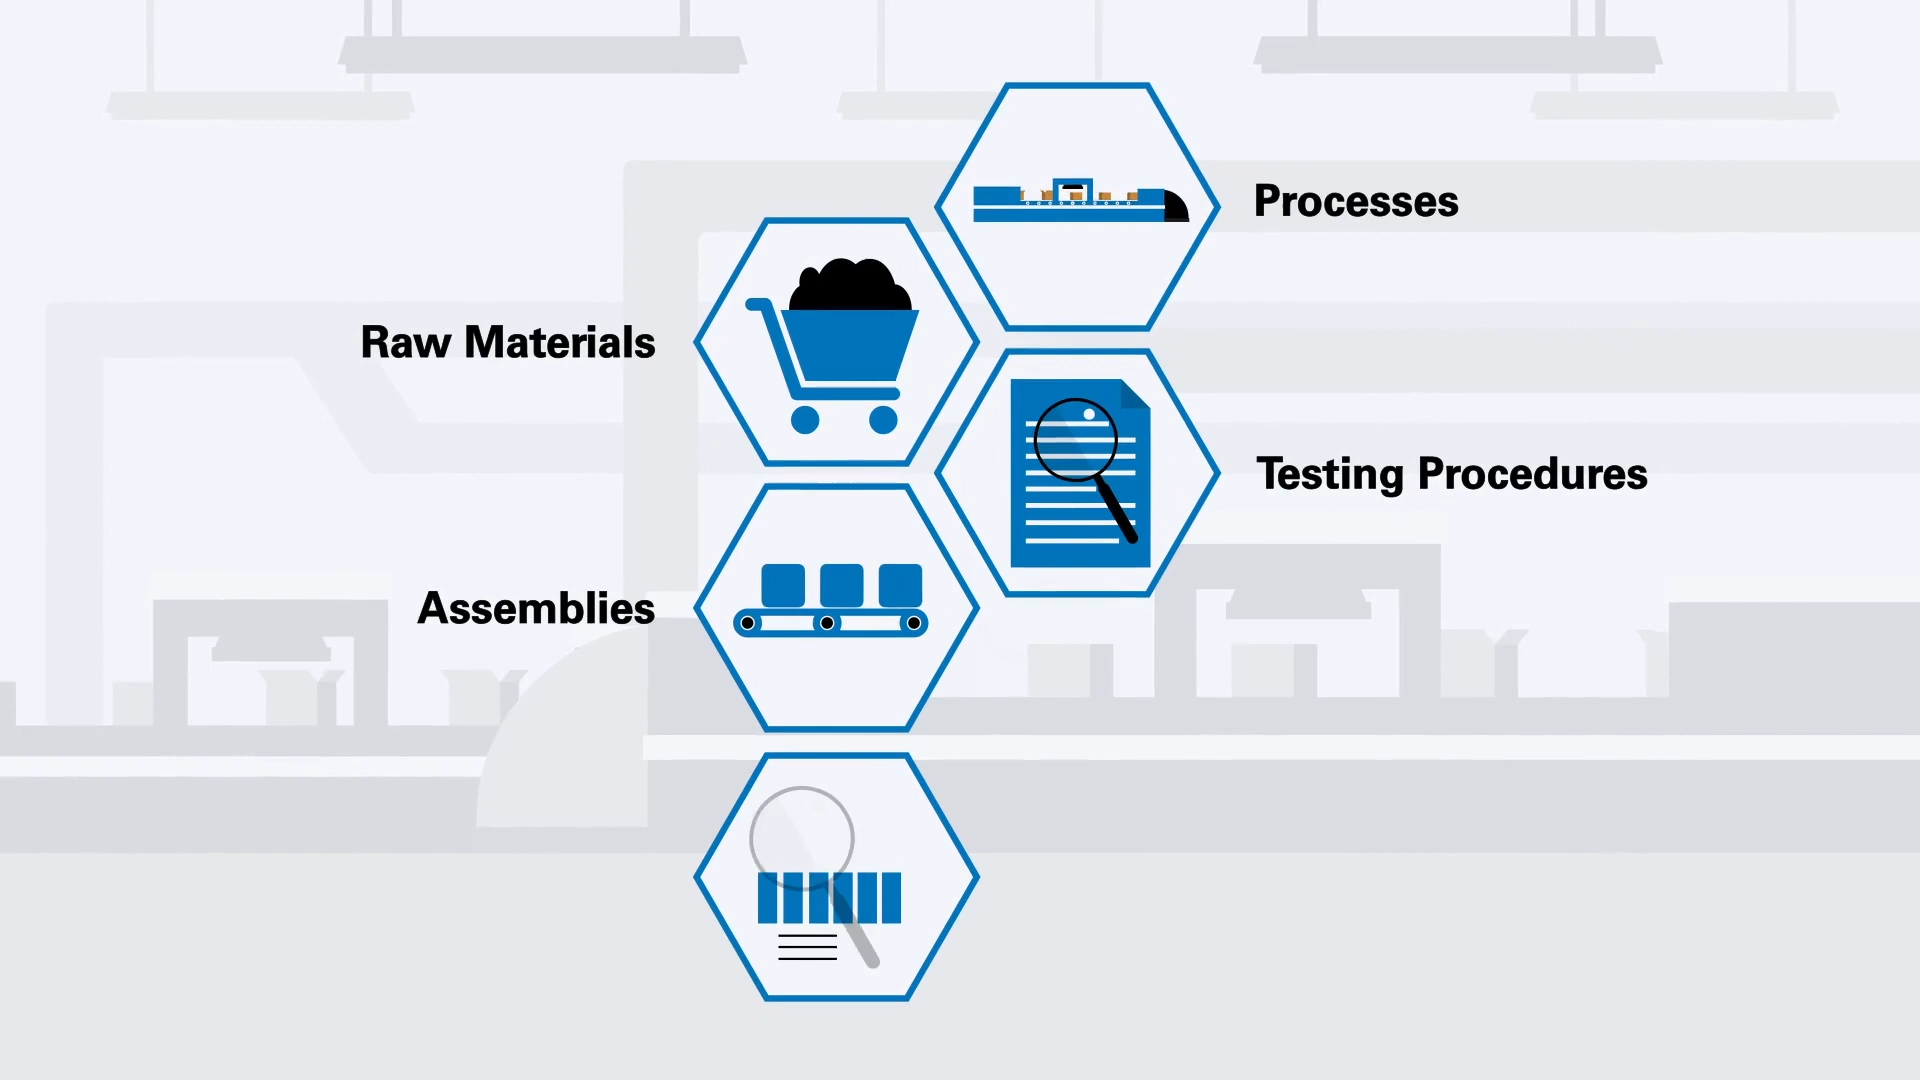 Processes
Raw Materials
Testing Procedures
Assemblies